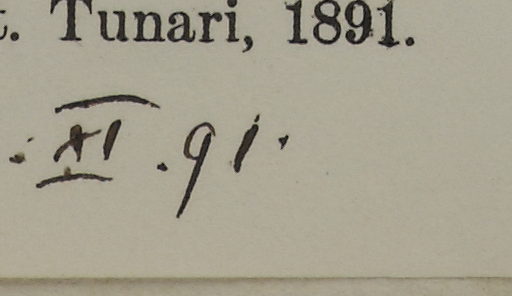 t. Tunari, 1891.
. XI . 91.